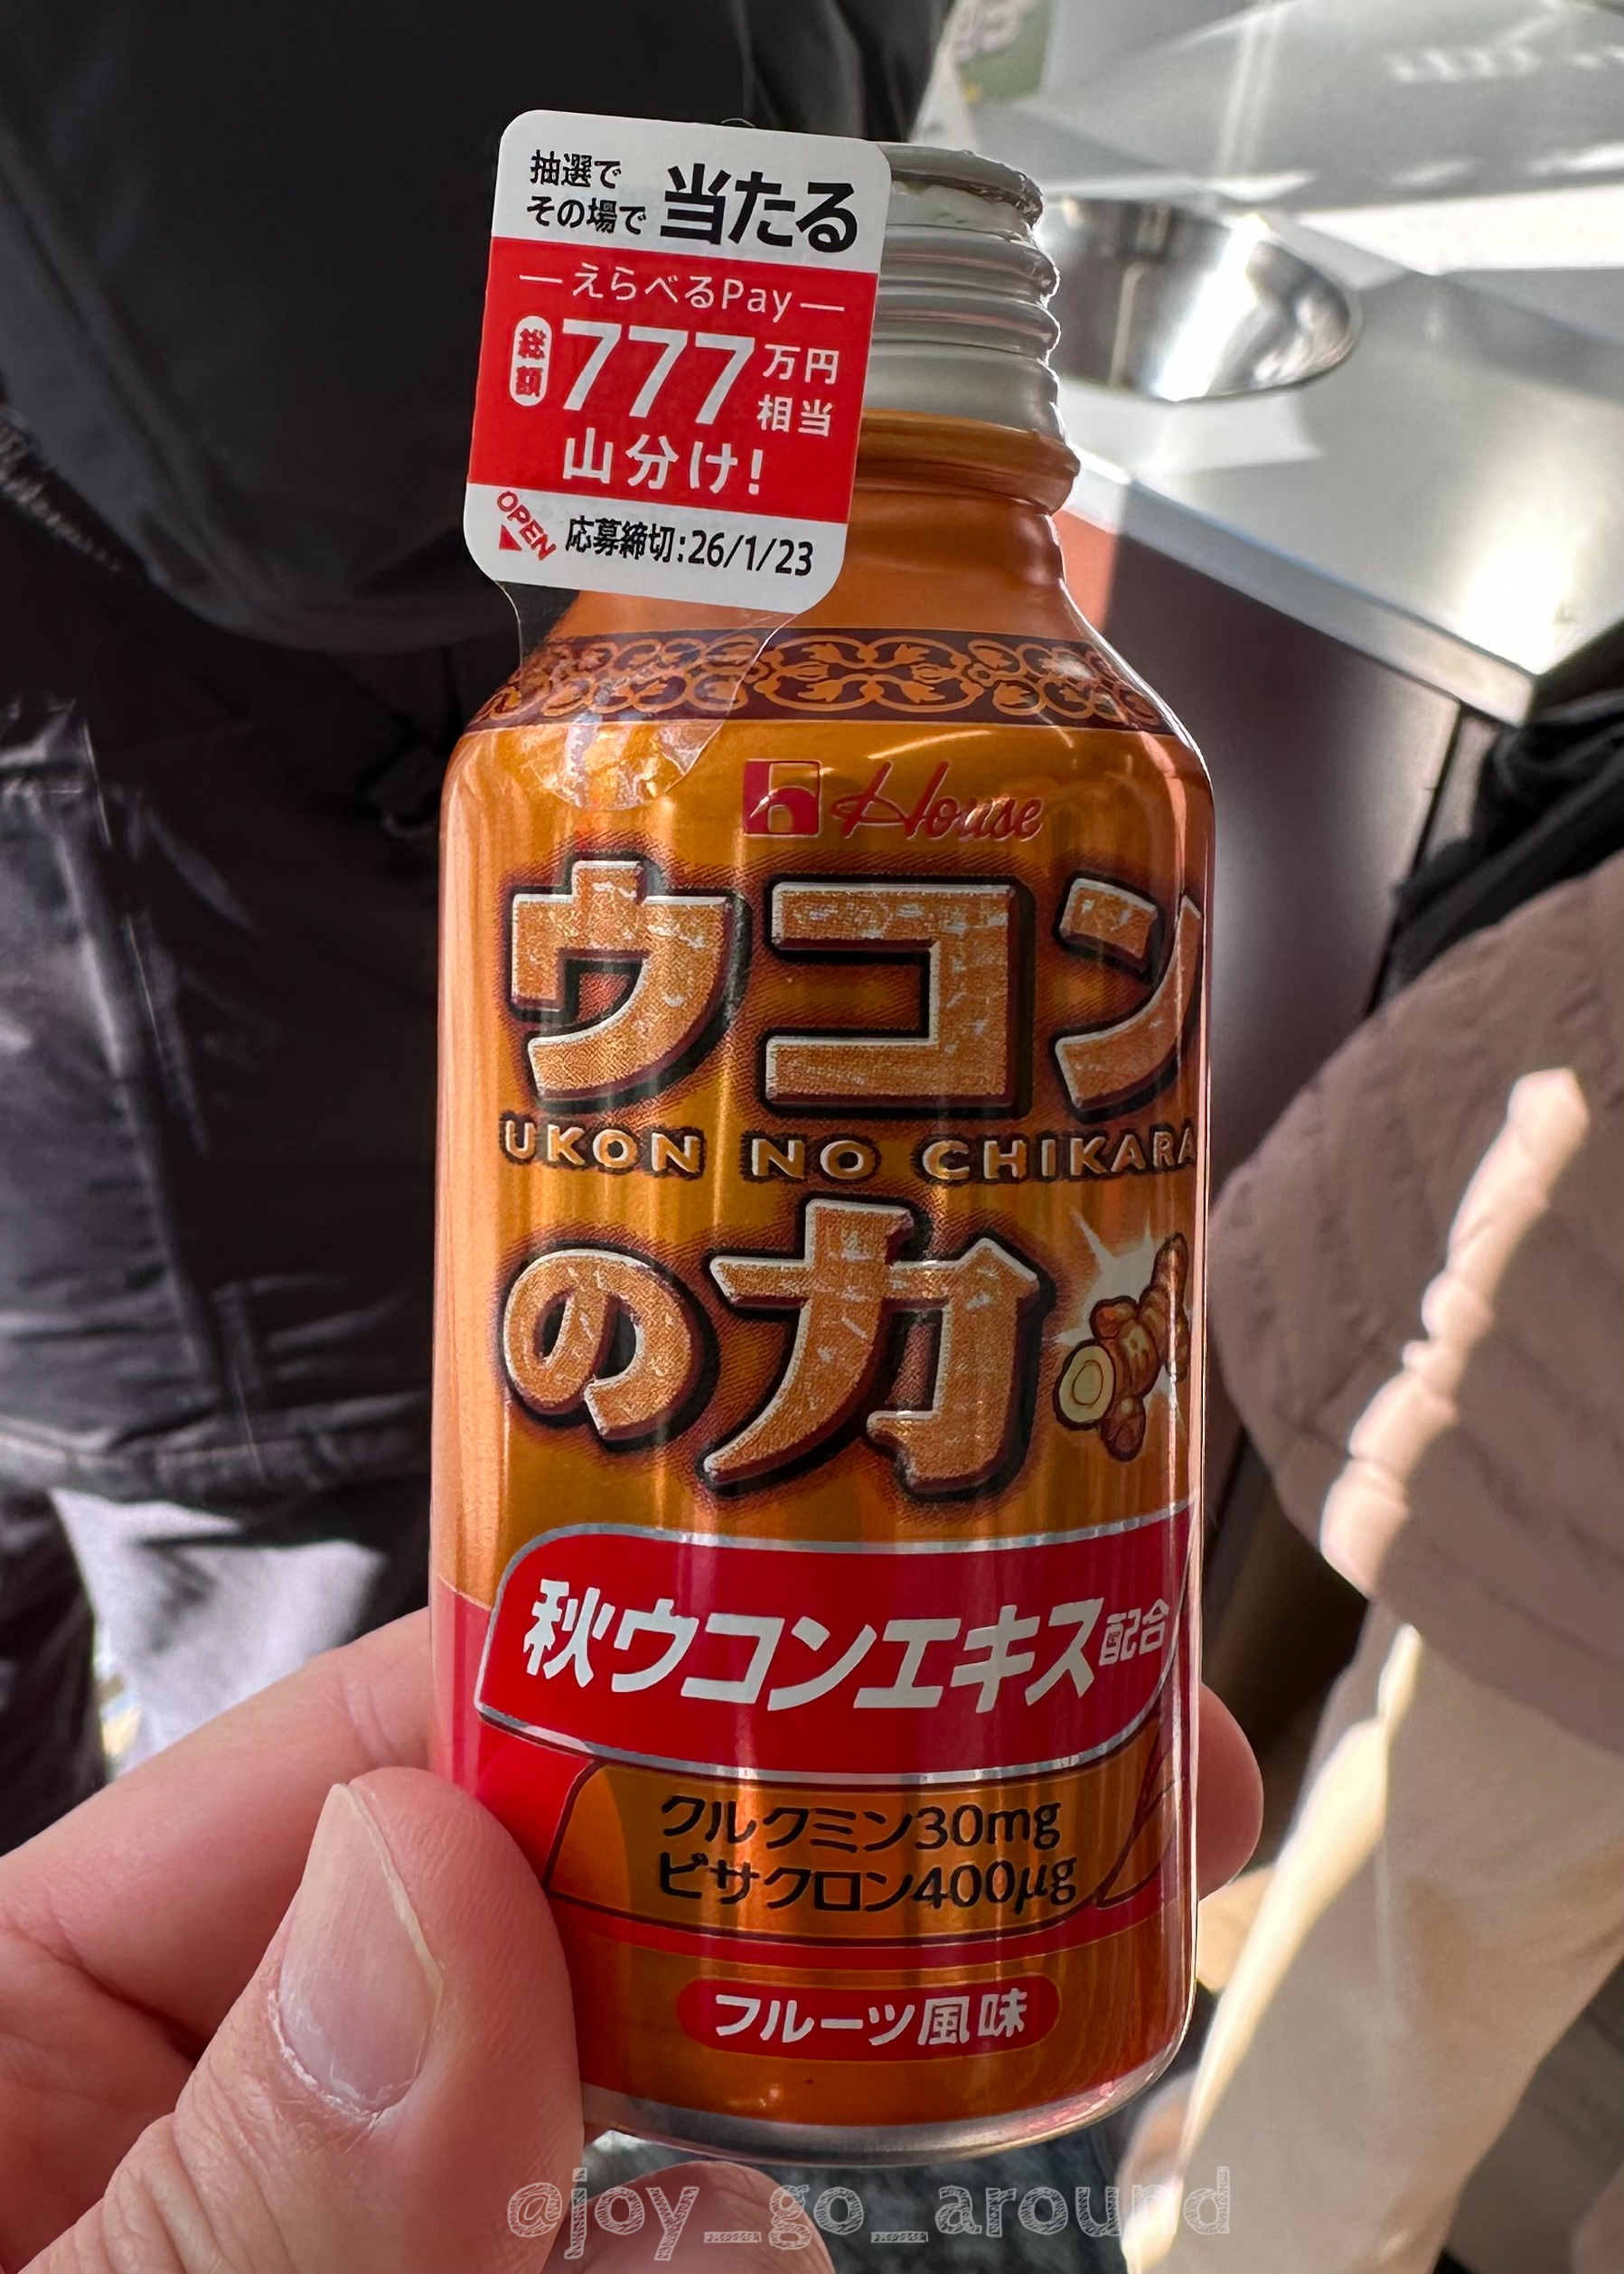 抽選で
その場で
当たる
えらべるPay
総額
777万円
相当
山分け!
OPEN
応募締切:26/1/23
House
ウコン
UKON NO CHIKARA
の力
秋ウコンエキス配合
クルクミン30mg
ビサクロン400μg
フルーツ風味
@joy_go_around